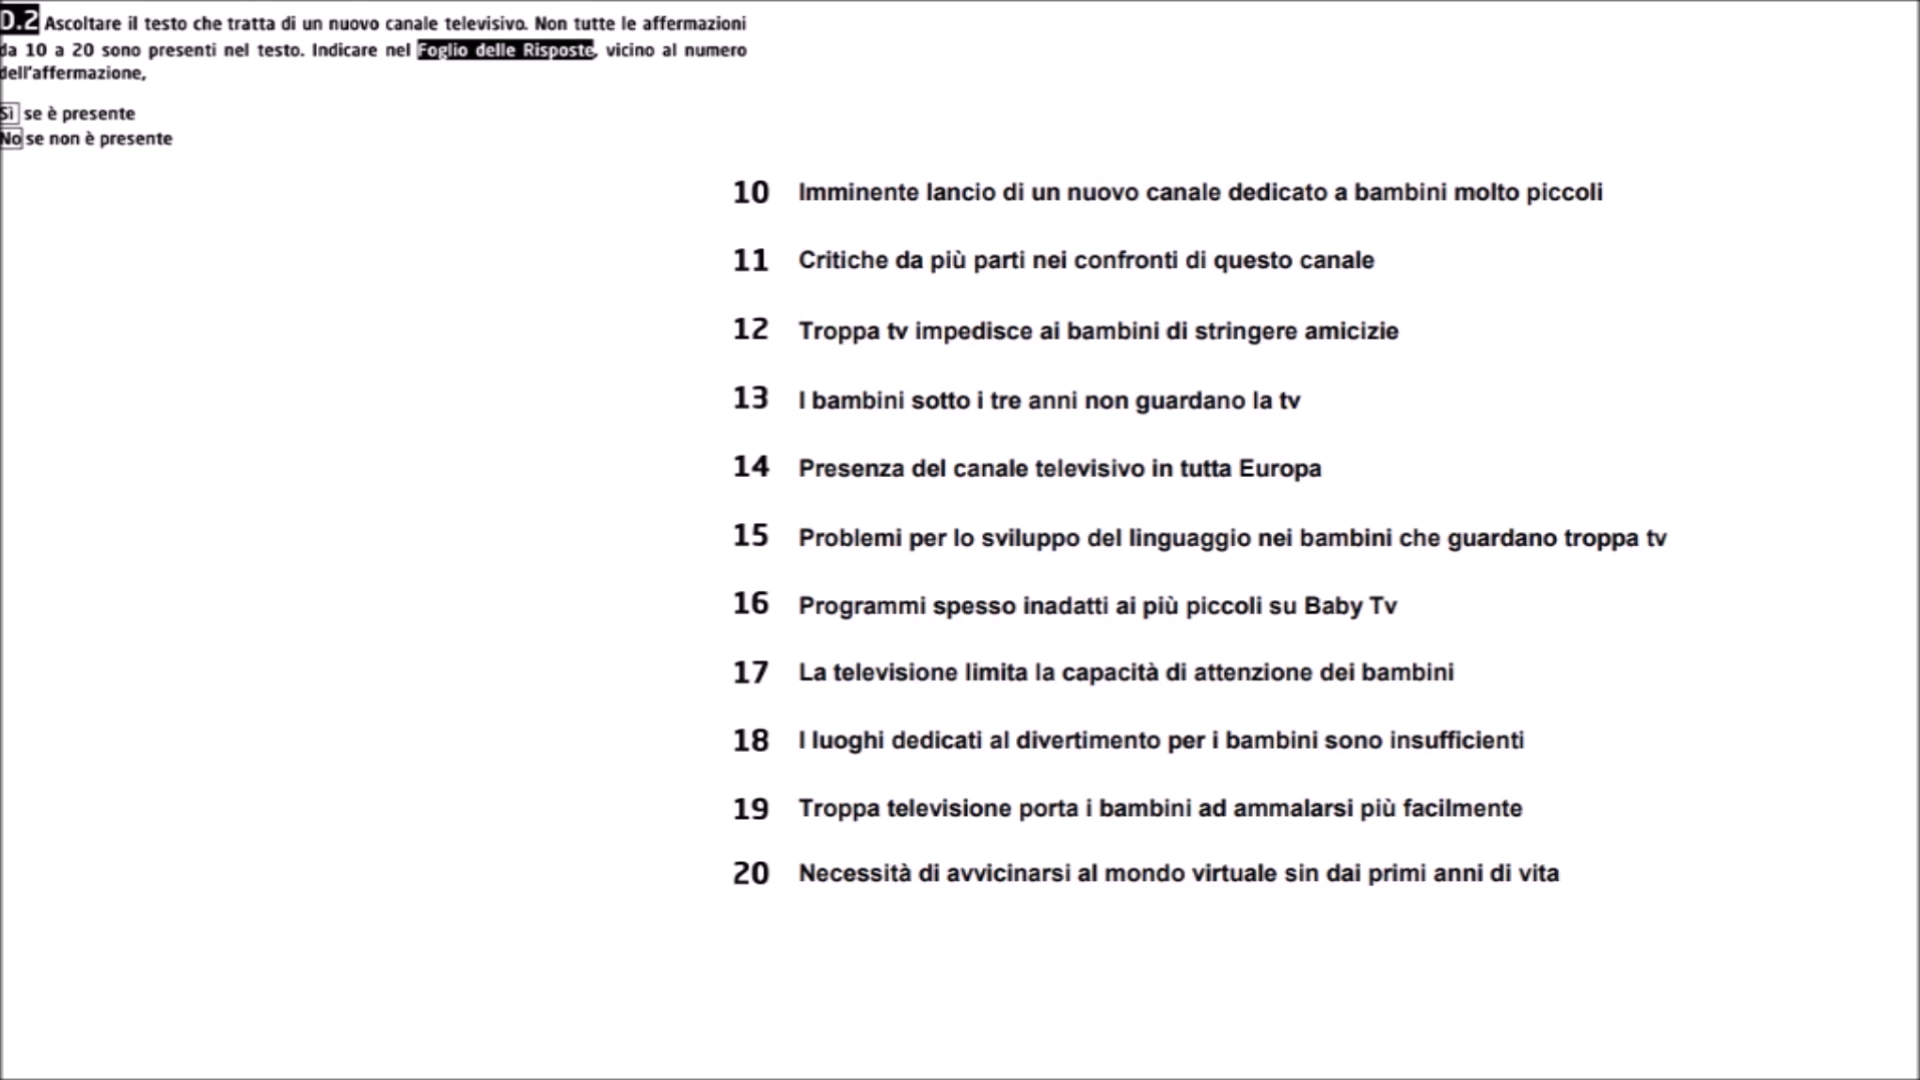 D.2 Ascoltare il testo che tratta di un nuovo canale televisivo. Non tutte le affermazioni
da 10 a 20 sono presenti nel testo. Indicare nel Foglio delle Risposte, vicino al numero
dell'affermazione,
Sì se è presente
No se non è presente
10 Imminente lancio di un nuovo canale dedicato a bambini molto piccoli
11 Critiche da più parti nei confronti di questo canale
12 Troppa tv impedisce ai bambini di stringere amicizie
13 I bambini sotto i tre anni non guardano la tv
14 Presenza del canale televisivo in tutta Europa
15 Problemi per lo sviluppo del linguaggio nei bambini che guardano troppa tv
16 Programmi spesso inadatti ai più piccoli su Baby Tv
17 La televisione limita la capacità di attenzione dei bambini
18 I luoghi dedicati al divertimento per i bambini sono insufficienti
19 Troppa televisione porta i bambini ad ammalarsi più facilmente
20 Necessità di avvicinarsi al mondo virtuale sin dai primi anni di vita